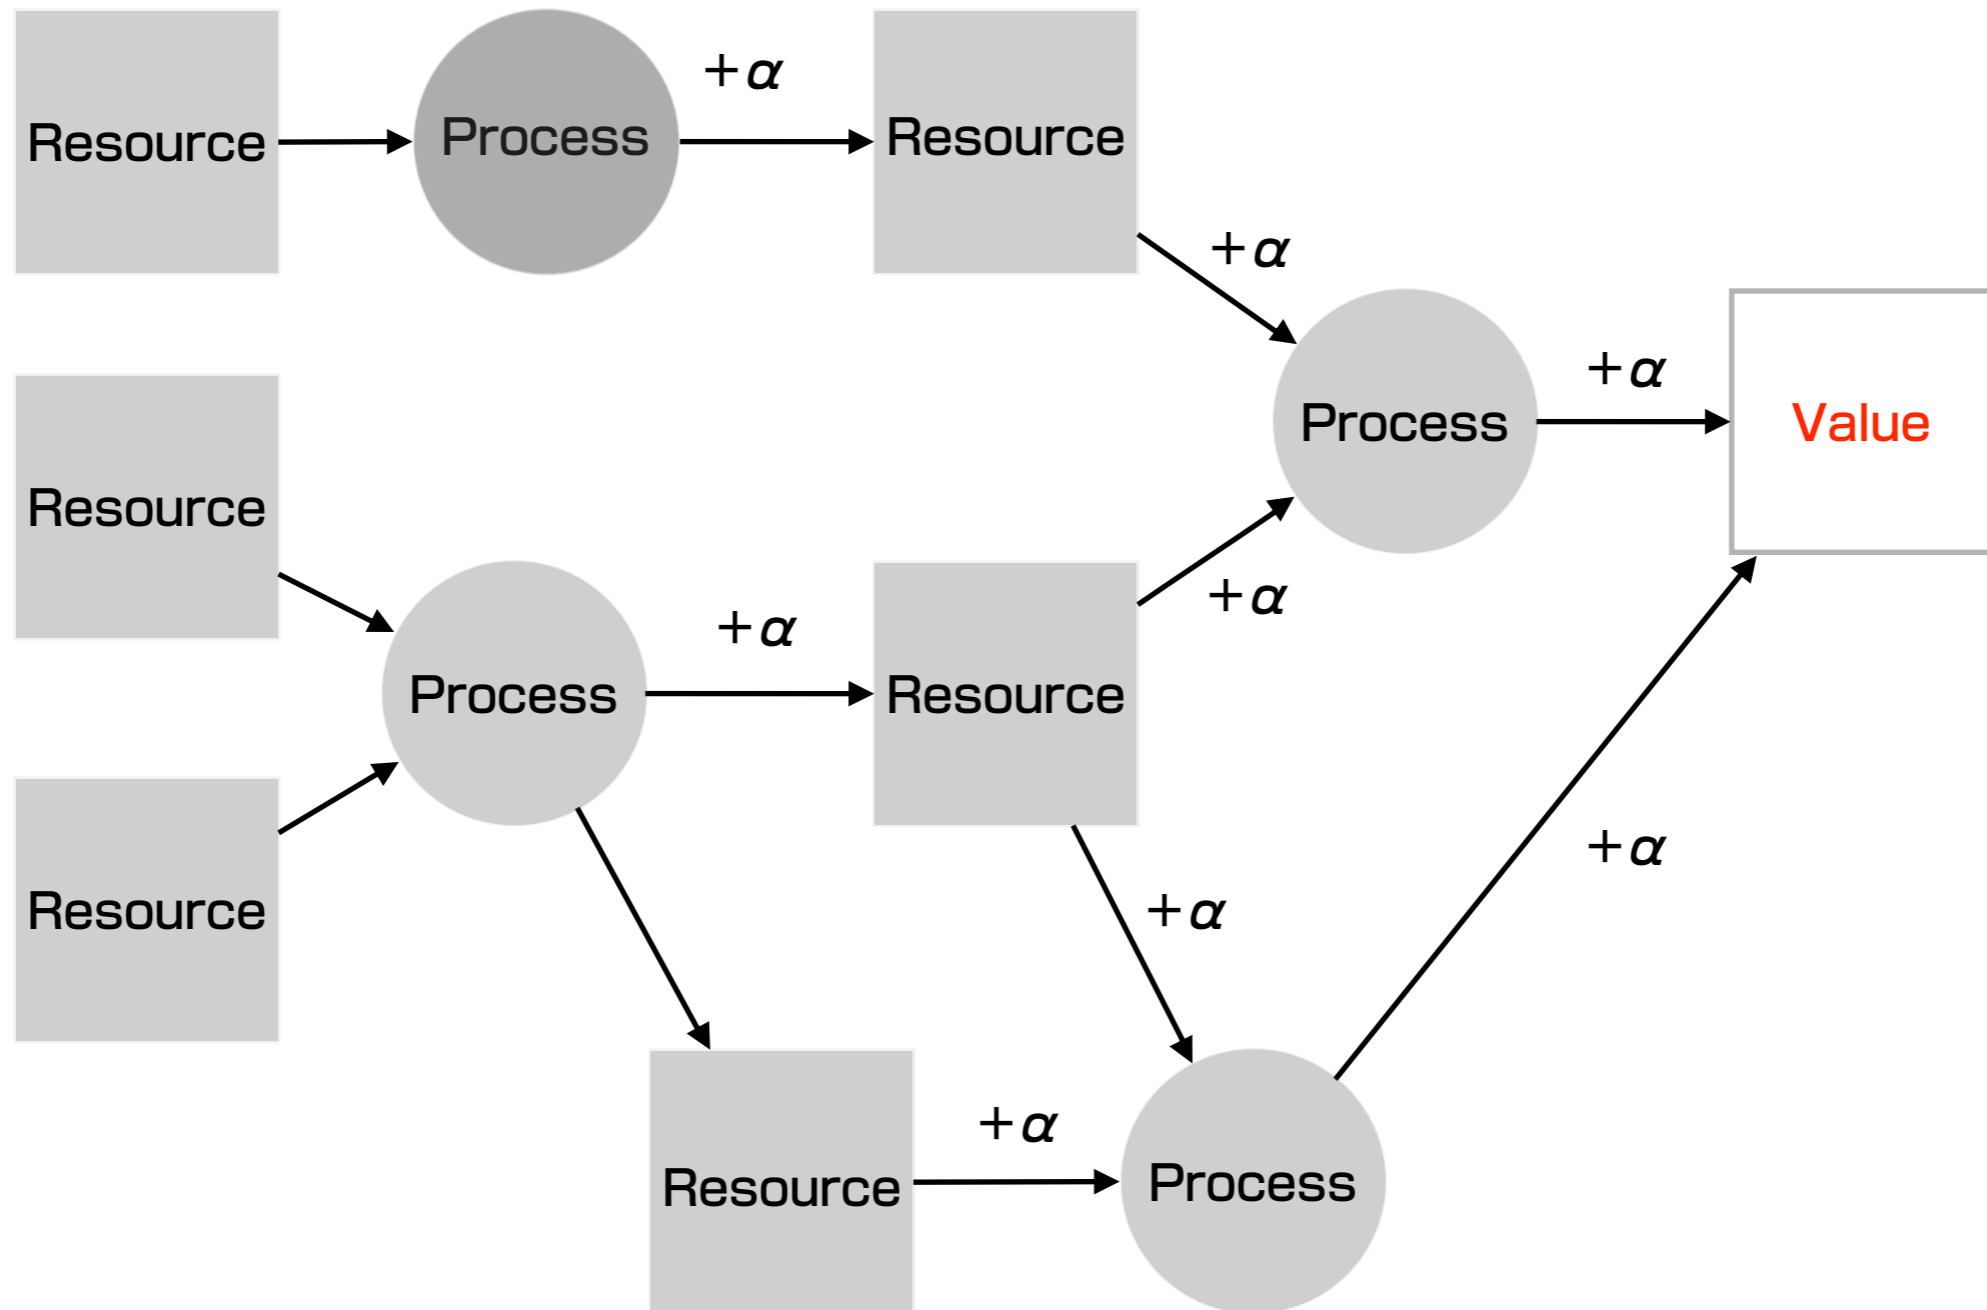 Resource
Process
+α
Resource
+α
Resource
Process
+α
Value
Process
+α
Resource
+α
Resource
+α
+α
Resource
+α
Process